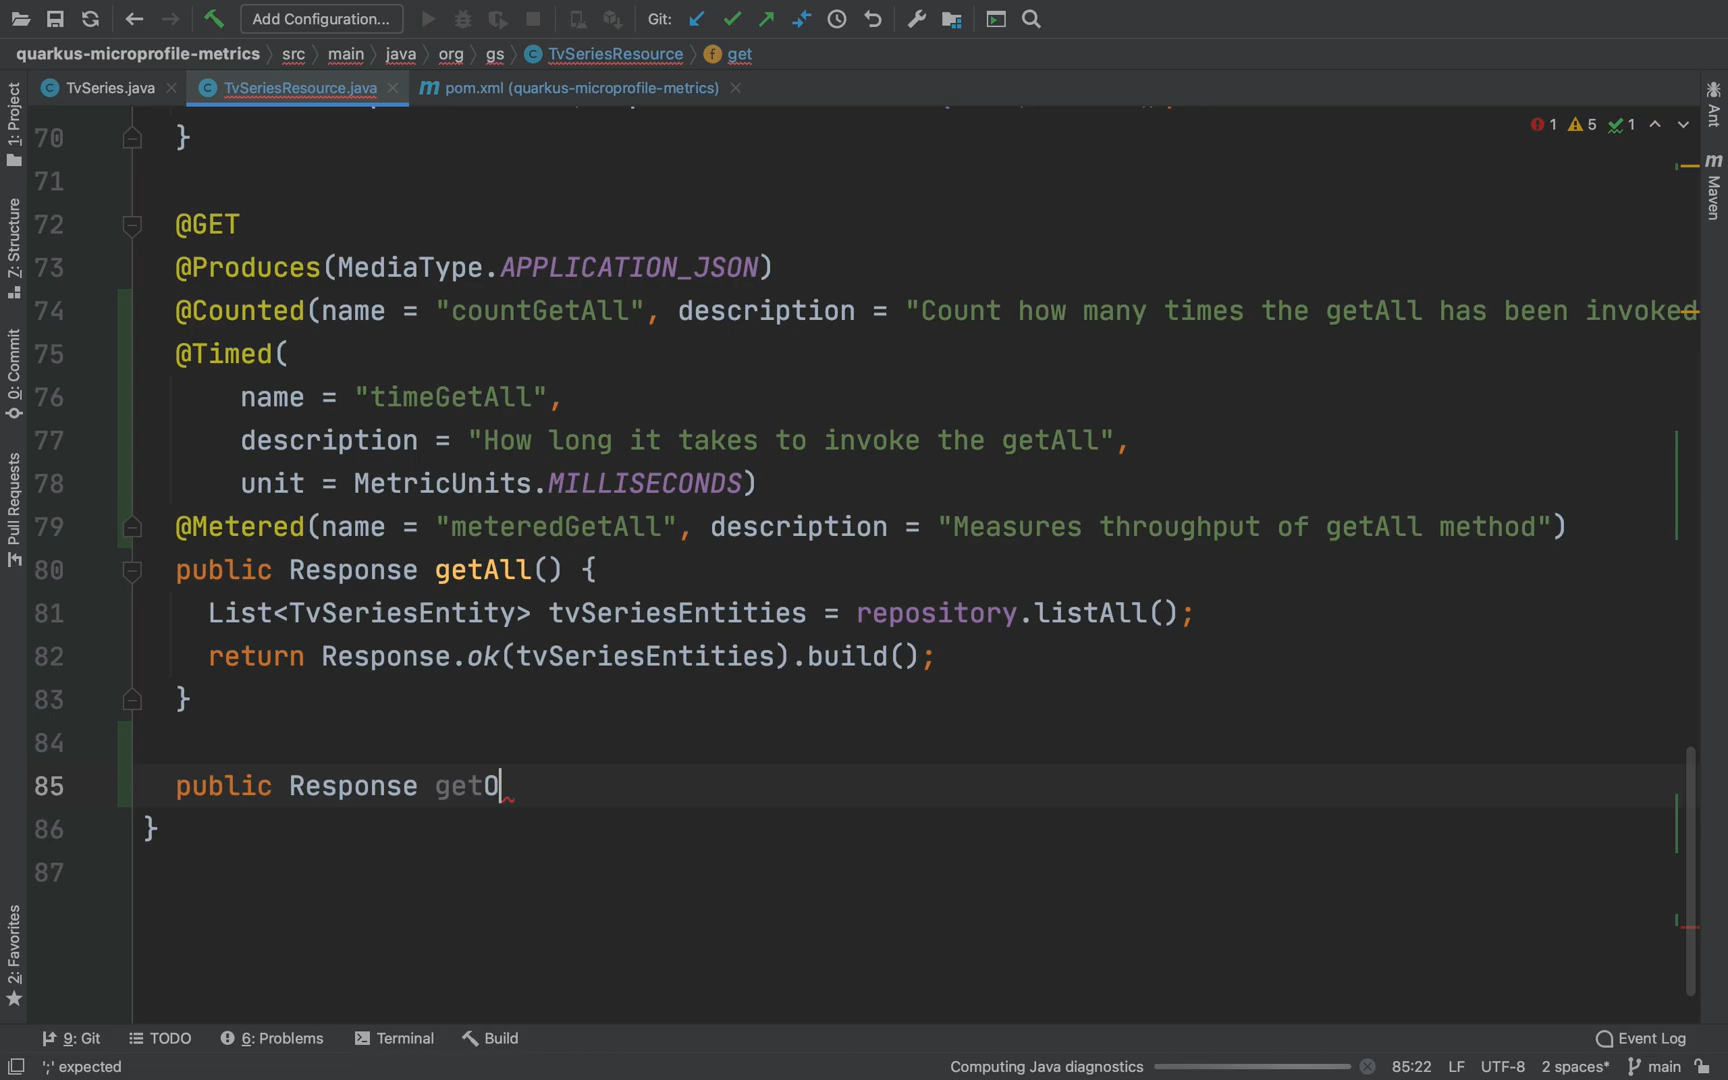 Add Configuration...
Git:
quarkus-microprofile-metrics
src
main
java
org
gs
TvSeriesResource
get
TvSeries.java
TvSeriesResource.java
pom.xml (quarkus-microprofile-metrics)
1: Project
7: Structure
0: Commit
Pull Requests
2: Favorites
Ant
Maven
1
5
1
70 }
71
72 @GET
73 @Produces(MediaType.APPLICATION_JSON)
74 @Counted(name = "countGetAll", description = "Count how many times the getAll has been invoked
75 @Timed(
76 name = "timeGetAll",
77 description = "How long it takes to invoke the getAll",
78 unit = MetricUnits.MILLISECONDS)
79 @Metered(name = "meteredGetAll", description = "Measures throughput of getAll method")
80 public Response getAll() {
81 List<TvSeriesEntity> tvSeriesEntities = repository.listAll();
82 return Response.ok(tvSeriesEntities).build();
83 }
84
85 public Response getO
86 }
87
9: Git
TODO
6: Problems
Terminal
Build
Event Log
';' expected
Computing Java diagnostics
85:22
LF
UTF-8
2 spaces*
main